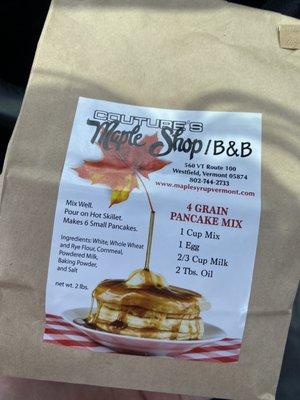 COUTURE'S
Maple Shop/B&B
560 VT Route 100
Westfield, Vermont 05874
802-744-2733
www.maplesyrupvermont.com
4 GRAIN
PANCAKE MIX
1 Cup Mix
1 Egg
2/3 Cup Milk
2 Tbs. Oil
Mix Well.
Pour on Hot Skillet.
Makes 6 Small Pancakes.
Ingredients: White, Whole Wheat
and Rye Flour, Cornmeal,
Powdered Milk,
Baking Powder,
and Salt
net wt. 2 lbs.